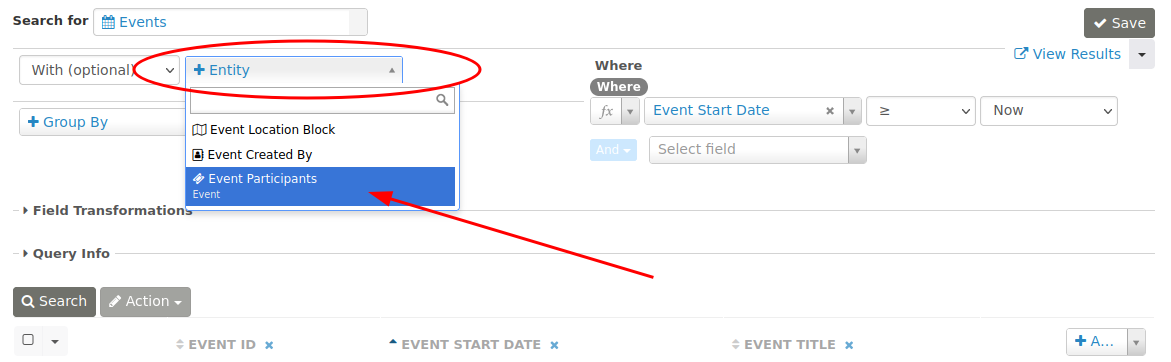 Search for Events Save
View Results
With (optional) + Entity Where
Where
fx Event Start Date × ≥ Now
+ Group By Event Location Block
And Select field
Event Created By
Event Participants
Event
Field Transformations
Query Info
Search Action
EVENT ID × EVENT START DATE × EVENT TITLE × + A...